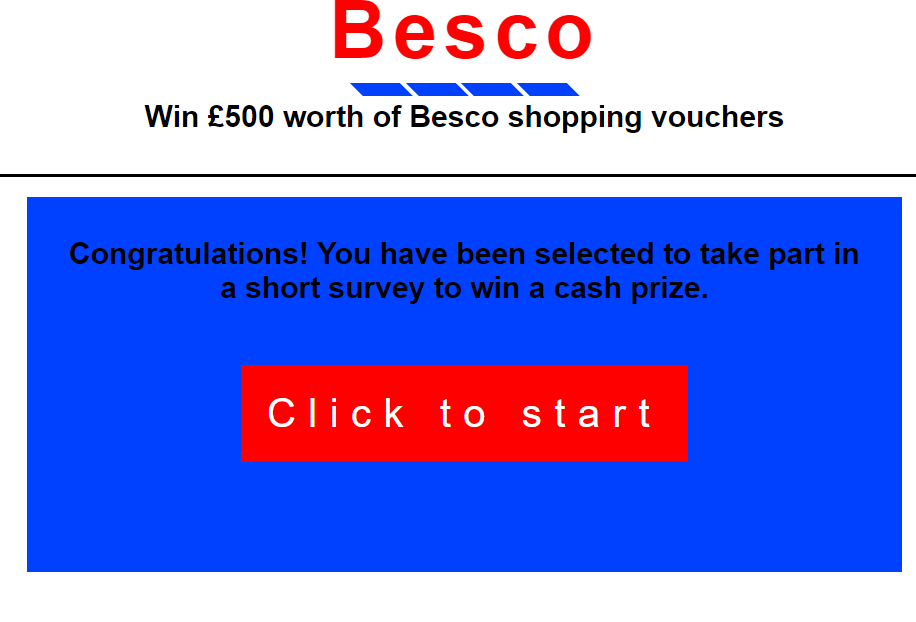 Besco
Win £500 worth of Besco shopping vouchers
Congratulations! You have been selected to take part in
a short survey to win a cash prize.
Click to start